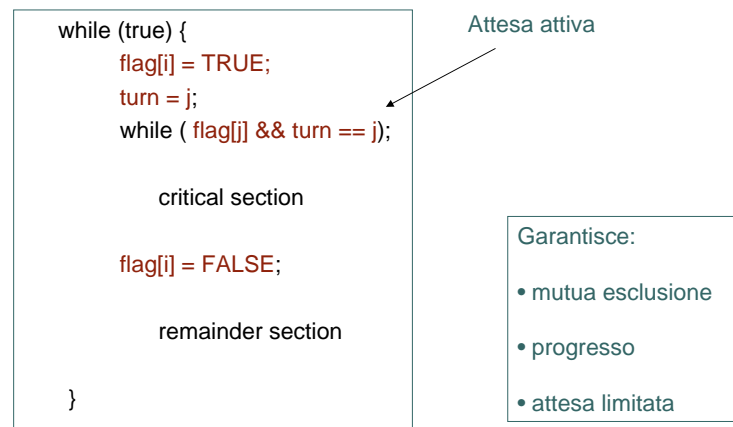 while (true) {
flag[i] = TRUE;
turn = j;
while ( flag[j] && turn == j);
critical section
flag[i] = FALSE;
remainder section
}
Attesa attiva
Garantisce:
• mutua esclusione
• progresso
• attesa limitata